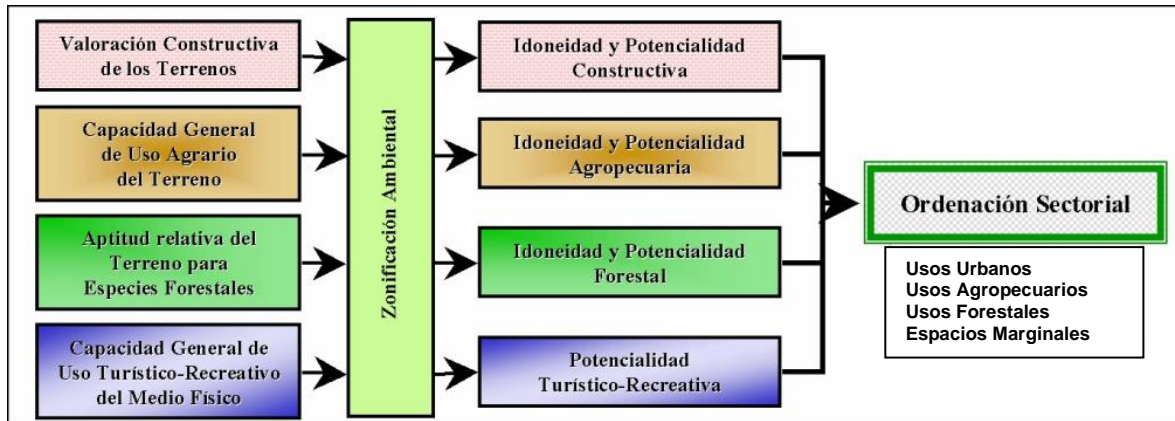 Valoración Constructiva
de los Terrenos
Capacidad General
de Uso Agrario
del Terreno
Aptitud relativa del
Terreno para
Especies Forestales
Capacidad General de
Uso Turístico-Recreativo
del Medio Físico
Zonificación Ambiental
Idoneidad y Potencialidad
Constructiva
Idoneidad y Potencialidad
Agropecuaria
Idoneidad y Potencialidad
Forestal
Potencialidad
Turístico-Recreativa
Ordenación Sectorial
Usos Urbanos
Usos Agropecuarios
Usos Forestales
Espacios Marginales